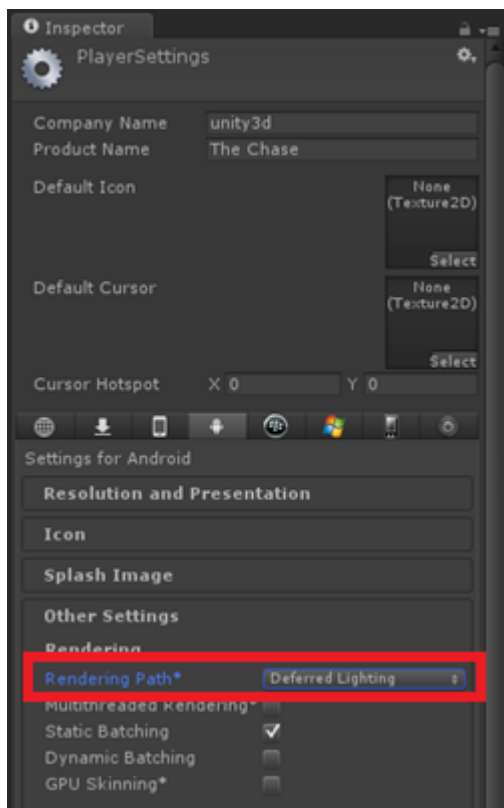 Inspector
PlayerSettings
Company Name unity3d
Product Name The Chase
Default Icon None
(Texture2D)
Select
Default Cursor None
(Texture2D)
Select
Cursor Hotspot X 0 Y 0
Settings for Android
Resolution and Presentation
Icon
Splash Image
Other Settings
Rendering
Rendering Path* Deferred Lighting
Multithreaded Rendering*
Static Batching
Dynamic Batching
GPU Skinning*